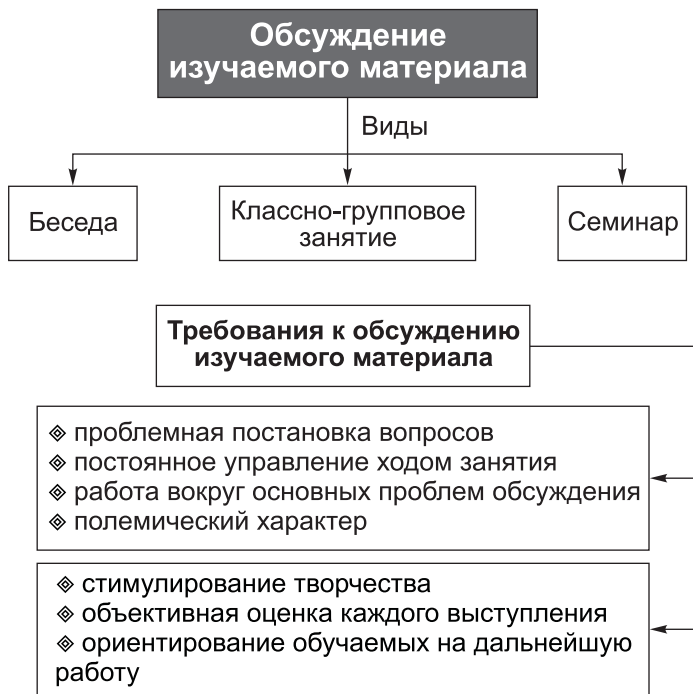 Обсуждение
изучаемого материала
Виды
Беседа
Классно-групповое
занятие
Семинар
Требования к обсуждению
изучаемого материала
проблемная постановка вопросов
постоянное управление ходом занятия
работа вокруг основных проблем обсуждения
полемический характер
стимулирование творчества
объективная оценка каждого выступления
ориентирование обучаемых на дальнейшую
работу